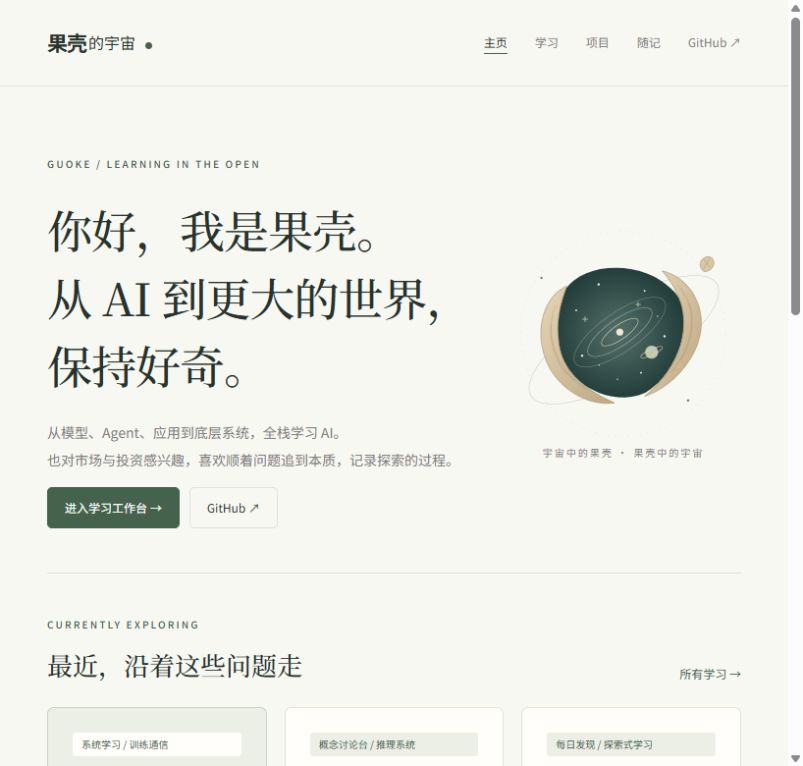 果壳的宇宙
主页 学习 项目 随记 GitHub ↗
GUOKE / LEARNING IN THE OPEN
你好，我是果壳。
从 AI 到更大的世界，
保持好奇。
从模型、Agent、应用到底层系统，全栈学习 AI。
也对市场与投资感兴趣，喜欢顺着问题追到本质，记录探索的过程。
进入学习工作台 → GitHub ↗
宇宙中的果壳 · 果壳中的宇宙
CURRENTLY EXPLORING
最近，沿着这些问题走
所有学习 →
系统学习 / 训练通信
概念讨论台 / 推理系统
每日发现 / 探索式学习